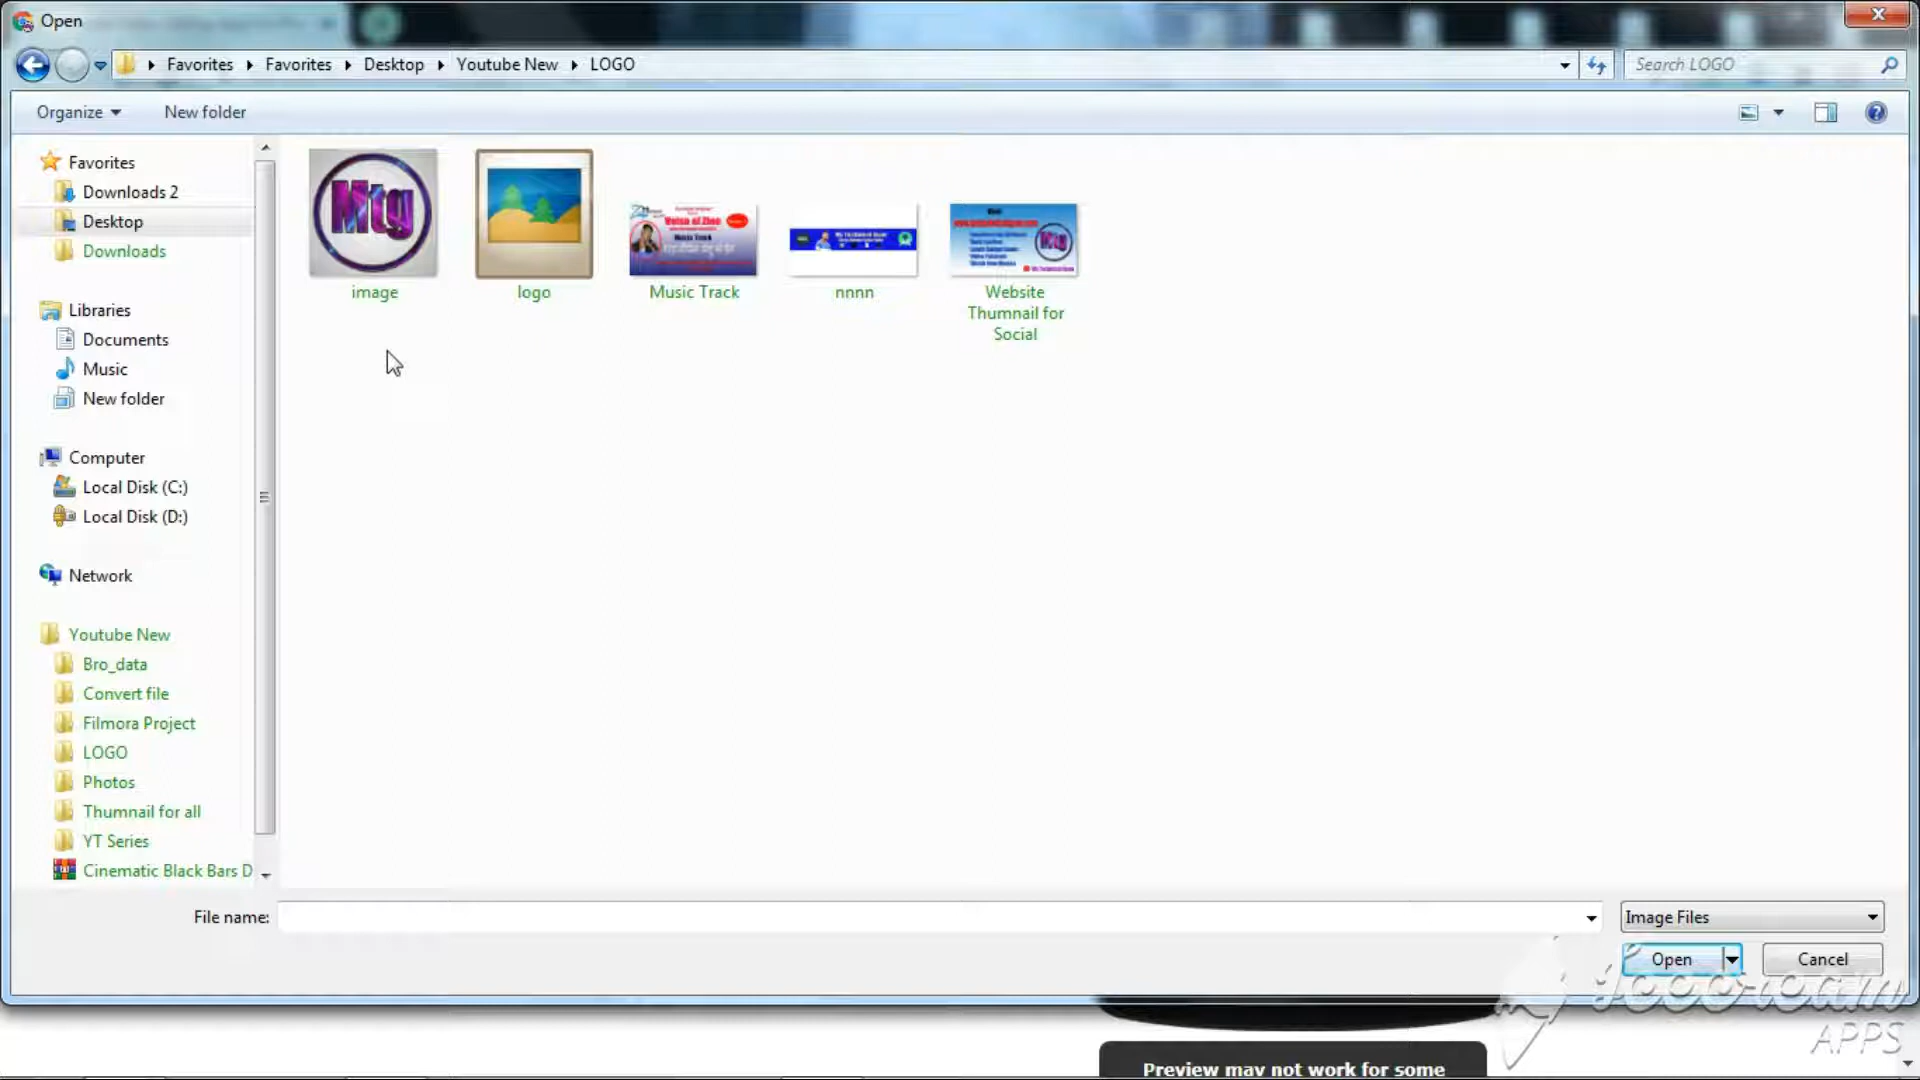 Open
Favorites
Favorites
Desktop
Youtube New
LOGO
Search LOGO
Organize
New folder
Favorites
Downloads 2
Desktop
Downloads
Libraries
Documents
Music
New folder
Computer
Local Disk (C:)
Local Disk (D:)
Network
Youtube New
Bro_data
Convert file
Filmora Project
LOGO
Photos
Thumnail for all
YT Series
Cinematic Black Bars D
Mtg
image
logo
Music Track
nnnn
Website
Thumnail for
Social
File name:
Image Files
Open
Cancel
APPS
Preview may not work for some